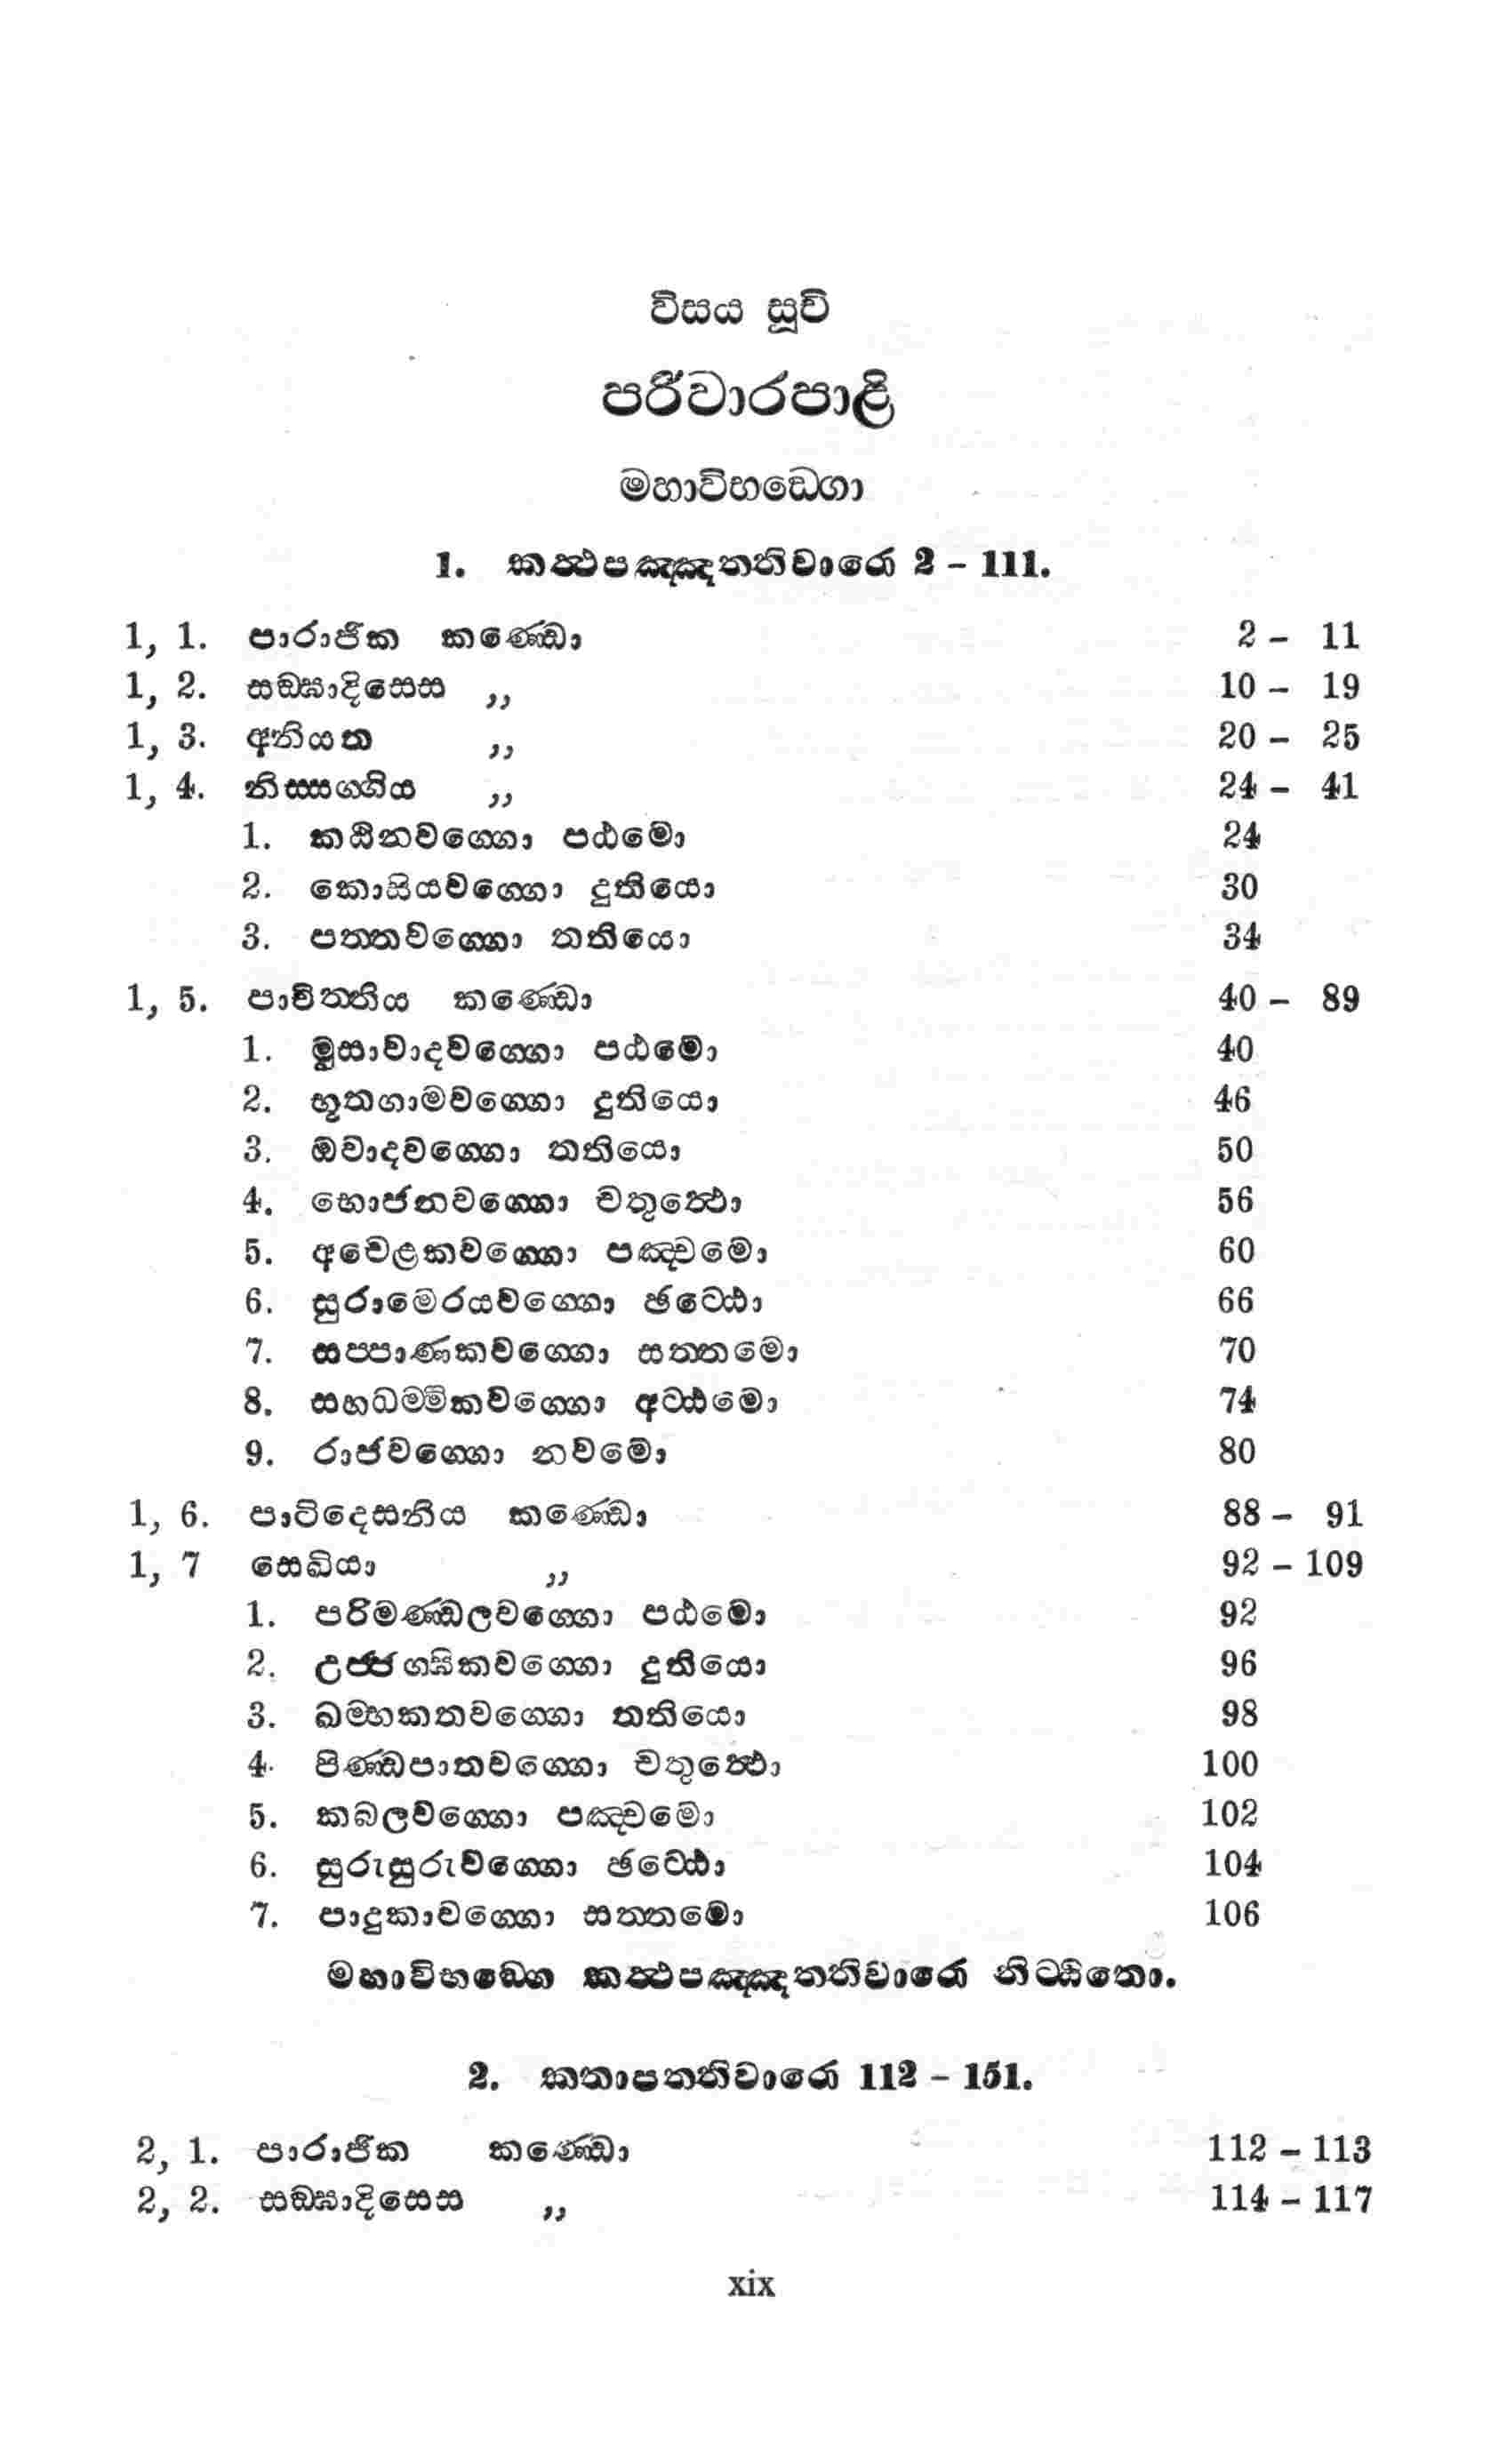 විසය සූචි
පරිවාරපාළි
මහාවිභඞ්ගො
1. කත්‍ථපඤ්ඤත්තිවාරො 2 – 111.
1, 1. පාරාජික කණ්ඩො 2 – 11
1, 2. සඞ්ඝාදිසෙස ,, 10 – 19
1, 3. අනියත ,, 20 – 25
1, 4. නිස්සග්ගිය ,, 24 – 41
1. කඨිනවග්ගො පඨමො 24
2. කොසියවග්ගො දුතියො 30
3. පත්තවග්ගො තතියො 34
1, 5. පාචිත්තිය කණ්ඩො 40 – 89
1. මුසාවාදවග්ගො පඨමො 40
2. භූතගාමවග්ගො දුතියො 46
3. ඔවාදවග්ගො තතියො 50
4. භොජනවග්ගො චතුත්‍ථො 56
5. අචෙළකවග්ගො පඤ්චමො 60
6. සුරාමෙරයවග්ගො ඡට්ඨො 66
7. සප්පාණකවග්ගො සත්තමො 70
8. සහධම්මිකවග්ගො අට්ඨමො 74
9. රාජවග්ගො නවමො 80
1, 6. පාටිදෙසනිය කණ්ඩො 88 – 91
1, 7 සෙඛියා ,, 92 – 109
1. පරිමණ්ඩලවග්ගො පඨමො 92
2. උජ්ජග්ඝිකවග්ගො දුතියො 96
3. ඛම්භකතවග්ගො තතියො 98
4. පිණ්ඩපාතවග්ගො චතුත්‍ථො 100
5. කබලවග්ගො පඤ්චමො 102
6. සුරුසුරුවග්ගො ඡට්ඨො 104
7. පාදුකාවග්ගො සත්තමො 106
මහාවිභඞ්ගෙ කත්‍ථපඤ්ඤත්තිවාරො නිට්ඨිතො.
2. කතාපත්තිවාරො 112 – 151.
2, 1. පාරාජික කණ්ඩො 112 – 113
2, 2. සඞ්ඝාදිසෙස ,, 114 – 117
xix